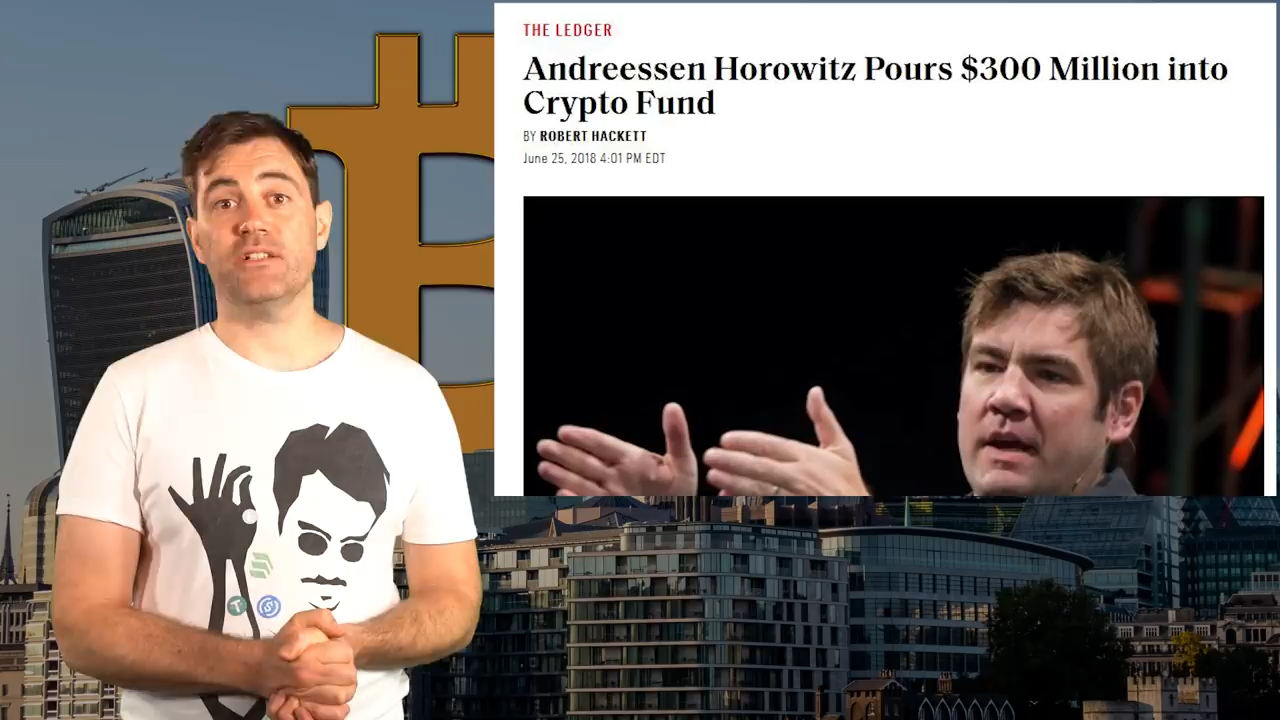 THE LEDGER
Andreessen Horowitz Pours $300 Million into
Crypto Fund
BY ROBERT HACKETT
June 25, 2018 4:01 PM EDT